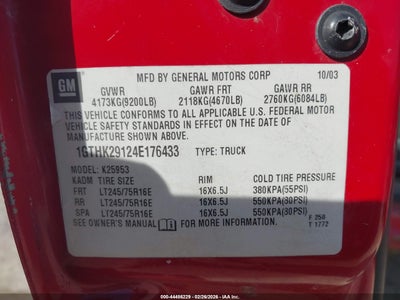 GM
MFD BY GENERAL MOTORS CORP 10/03
GVWR GAWR FRT GAWR RR
4173KG(9200LB) 2118KG(4670LB) 2760KG(6084LB)
THIS VEHICLE CONFORMS TO ALL APPLICABLE U.S. FEDERAL MOTOR
VEHICLE SAFETY STANDARDS IN EFFECT ON THE DATE OF
MANUFACTURE SHOWN ABOVE.
1GTHK29124E176433 TYPE: TRUCK
MODEL: K25953
KADM TIRE SIZE RIM COLD TIRE PRESSURE
FRT LT245/75R16E 16X6.5J 380KPA(55PSI)
RR LT245/75R16E 16X6.5J 550KPA(80PSI)
SPA LT245/75R16E 16X6.5J 550KPA(80PSI)
SEE OWNER'S MANUAL FOR MORE INFORMATION.
F 250
T 1772
000-44498229 - 02/26/2026 - IAAI.COM